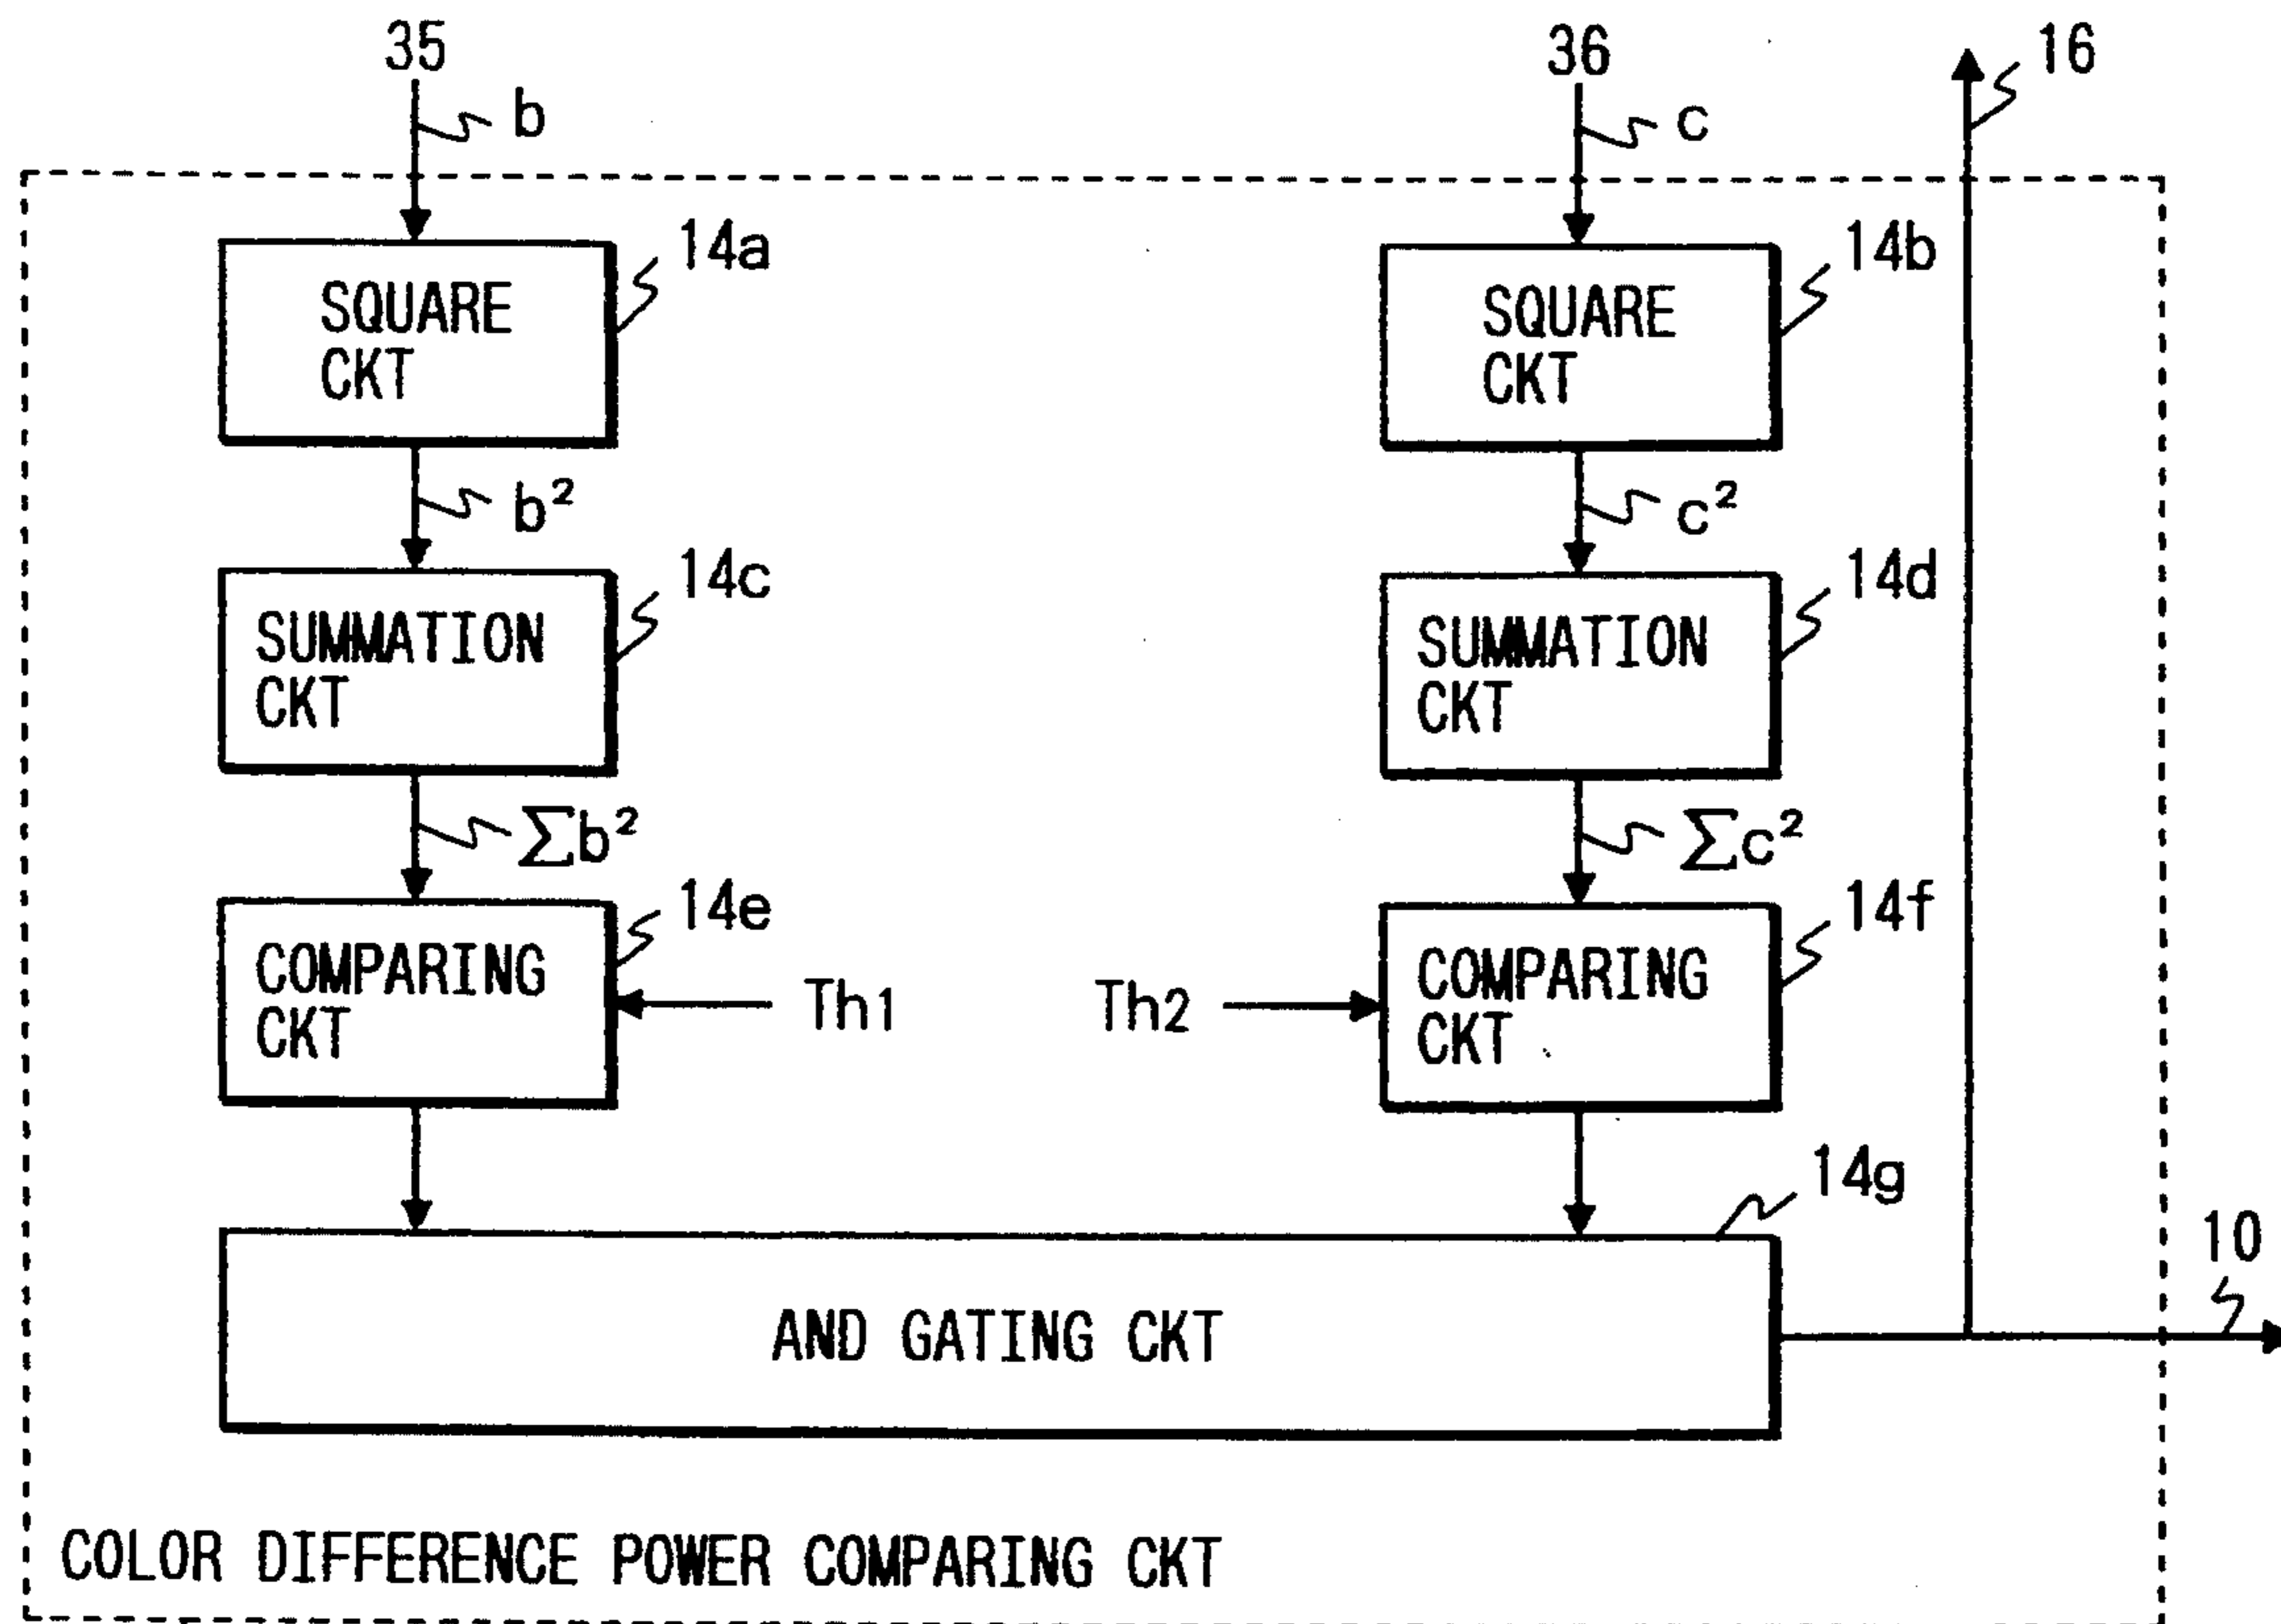 35
36
16
b
c
14a
14b
SQUARE
CKT
SQUARE
CKT
b²
c²
14c
14d
SUMMATION
CKT
SUMMATION
CKT
Σb²
Σc²
14e
14f
COMPARING
CKT
COMPARING
CKT
Th1
Th2
14g
10
AND GATING CKT
COLOR DIFFERENCE POWER COMPARING CKT